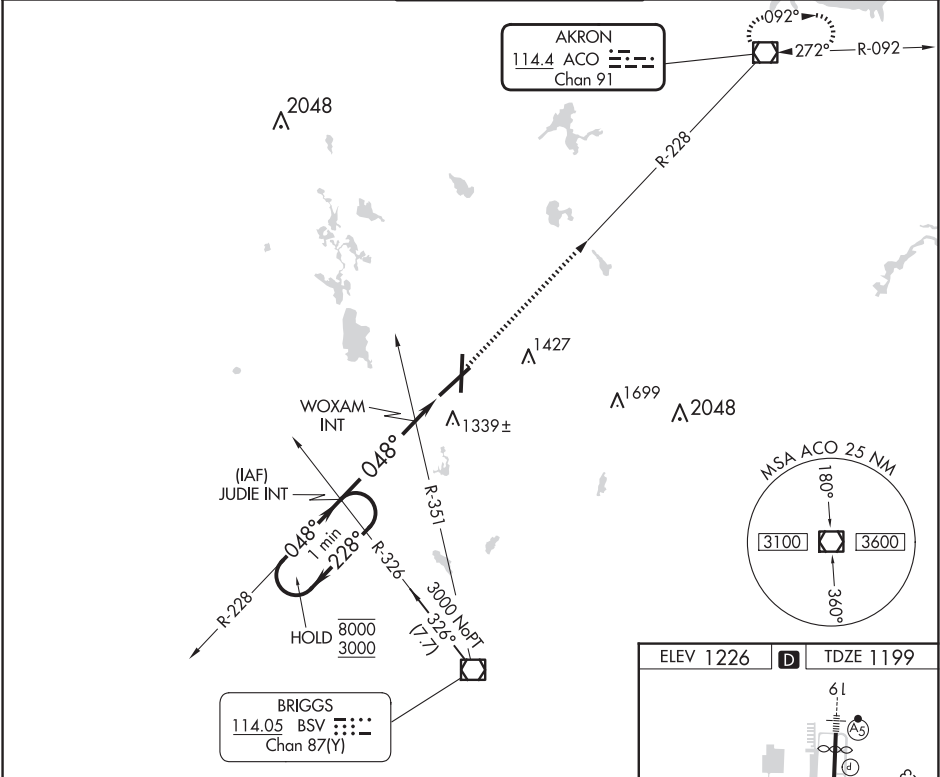 092°
272°
R-092
AKRON
114.4 ACO
Chan 91
2048
R-228
1427
1699
2048
WOXAM
INT
1339±
048°
(IAF)
JUDIE INT
R-351
MSA ACO 25 NM
180°
3100
3600
360°
048°
1 min
228°
R-326
3000 NoPT
326°
(7.7)
R-228
HOLD
8000
3000
BRIGGS
114.05 BSV
Chan 87(Y)
ELEV 1226
D
TDZE 1199
19
A5
P